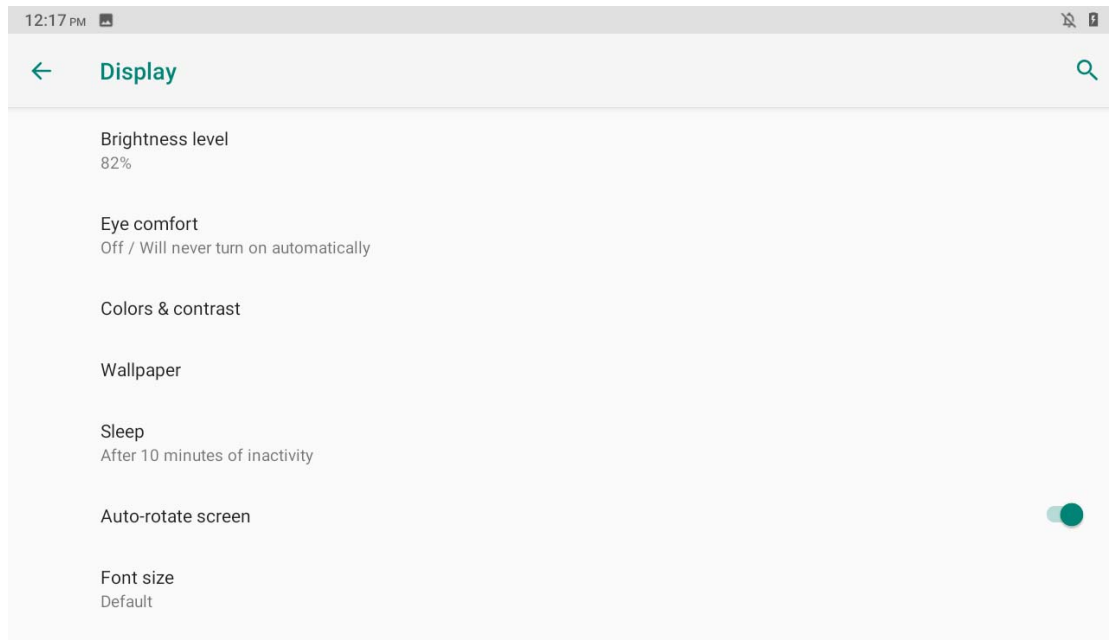 12:17 PM
Display
Brightness level
82%
Eye comfort
Off / Will never turn on automatically
Colors & contrast
Wallpaper
Sleep
After 10 minutes of inactivity
Auto-rotate screen
Font size
Default